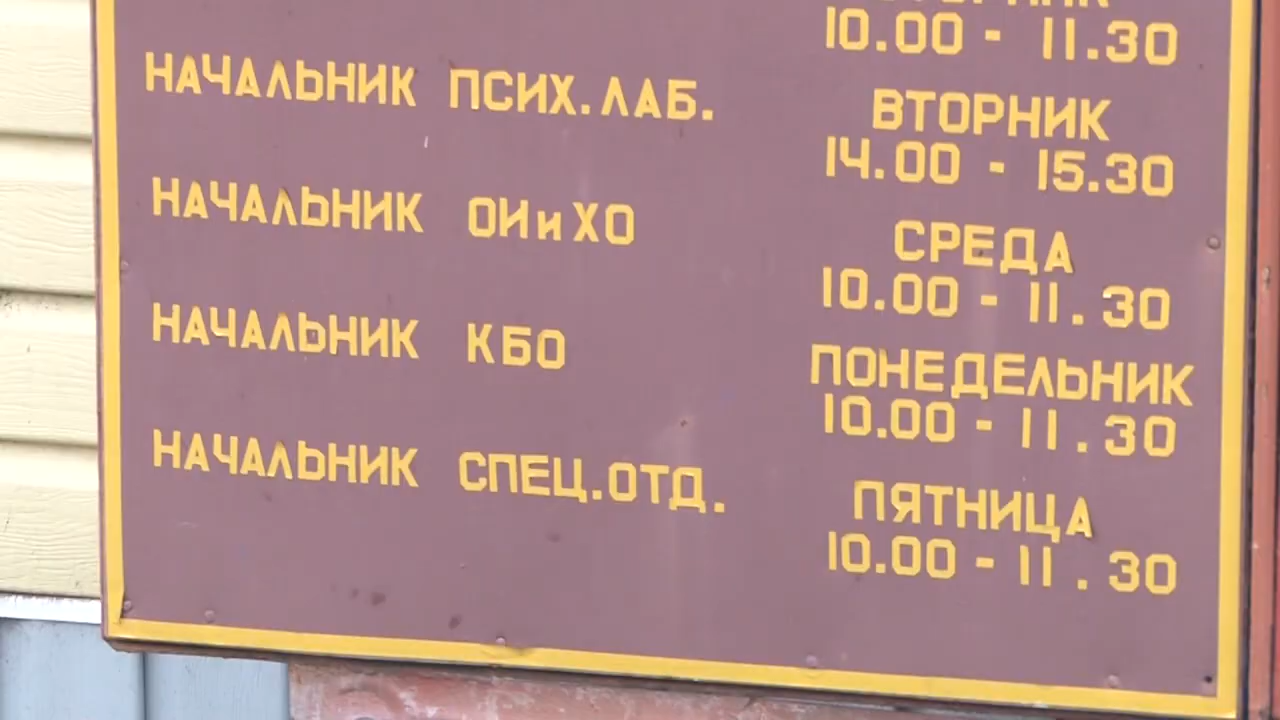 ВТОРНИК
10.00 - 11.30
НАЧАЛЬНИК ПСИХ.ЛАБ.
ВТОРНИК
14.00 - 15.30
НАЧАЛЬНИК ОИиХО
СРЕДА
10.00 - 11.30
НАЧАЛЬНИК КБО
ПОНЕДЕЛЬНИК
10.00 - 11.30
НАЧАЛЬНИК СПЕЦ.ОТД.
ПЯТНИЦА
10.00 - 11.30